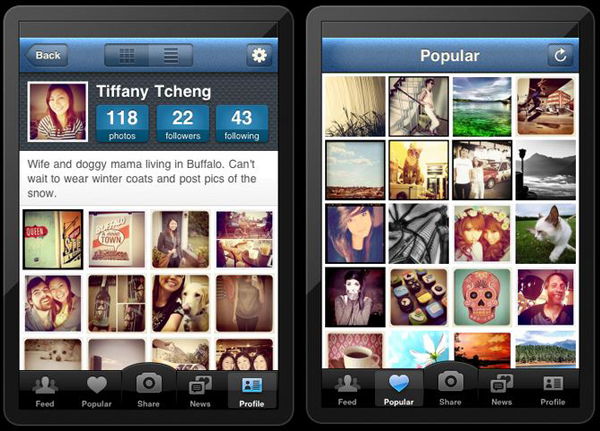 Back
Tiffany Tcheng
118
photos
22
followers
43
following
Wife and doggy mama living in Buffalo. Can't
wait to wear winter coats and post pics of the
snow.
QUEEN
BUFFALO
TOWN
Feed
Popular
Share
News
Profile
Popular
Feed
Popular
Share
News
Profile